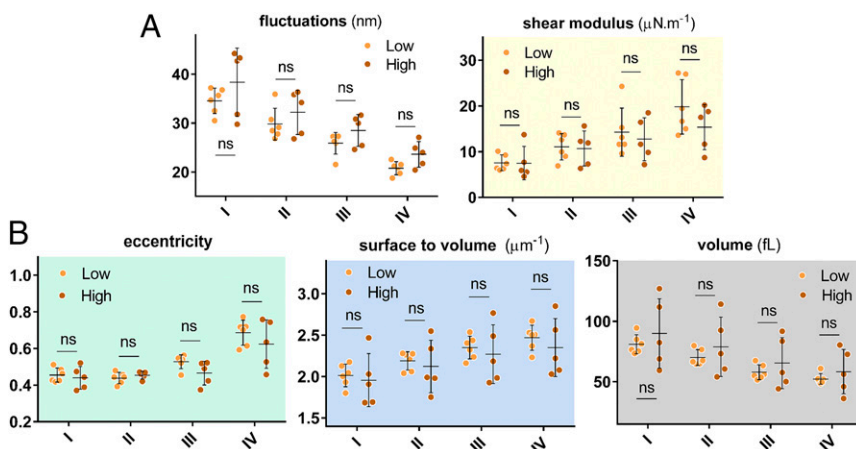 A
fluctuations (nm)
Low
High
40
30
20
ns
ns
ns
ns
I
II
III
IV
shear modulus (μN.m⁻¹)
Low
High
30
20
10
0
ns
ns
ns
ns
I
II
III
IV
B
eccentricity
Low
High
1.0
0.8
0.6
0.4
0.2
ns
ns
ns
ns
I
II
III
IV
surface to volume (μm⁻¹)
Low
High
3.0
2.5
2.0
1.5
ns
ns
ns
ns
I
II
III
IV
volume (fL)
Low
High
150
100
50
ns
ns
ns
ns
I
II
III
IV